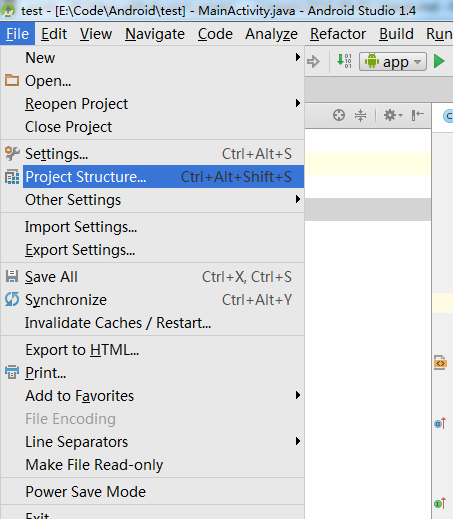 test - [E:\Code\Android\test] - MainActivity.java - Android Studio 1.4
File Edit View Navigate Code Analyze Refactor Build Run
New
app
Open...
Reopen Project
Close Project
Settings... Ctrl+Alt+S
Project Structure... Ctrl+Alt+Shift+S
Other Settings
Import Settings...
Export Settings...
Save All Ctrl+X, Ctrl+S
Synchronize Ctrl+Alt+Y
Invalidate Caches / Restart...
Export to HTML...
Print...
Add to Favorites
File Encoding
Line Separators
Make File Read-only
Power Save Mode
Exit